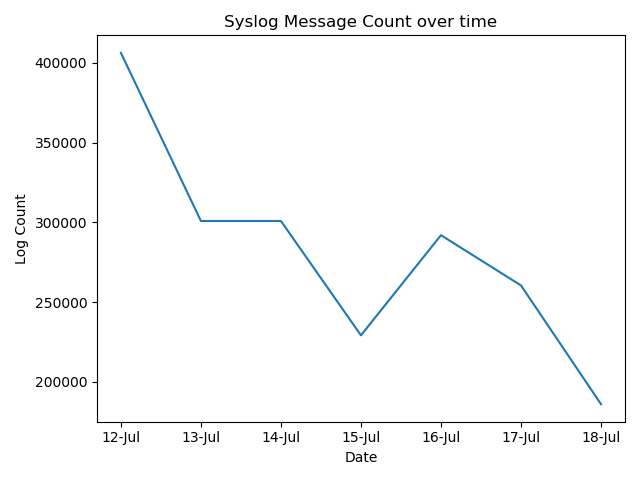 Syslog Message Count over time
400000
350000
300000
250000
200000
Log Count
12-Jul 13-Jul 14-Jul 15-Jul 16-Jul 17-Jul 18-Jul
Date